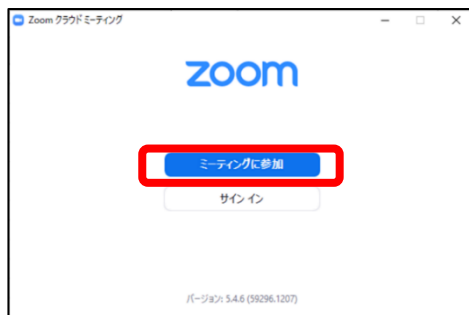 Zoom クラウド ミーティング
zoom
ミーティングに参加
サイン イン
バージョン: 5.4.6 (59296.1207)